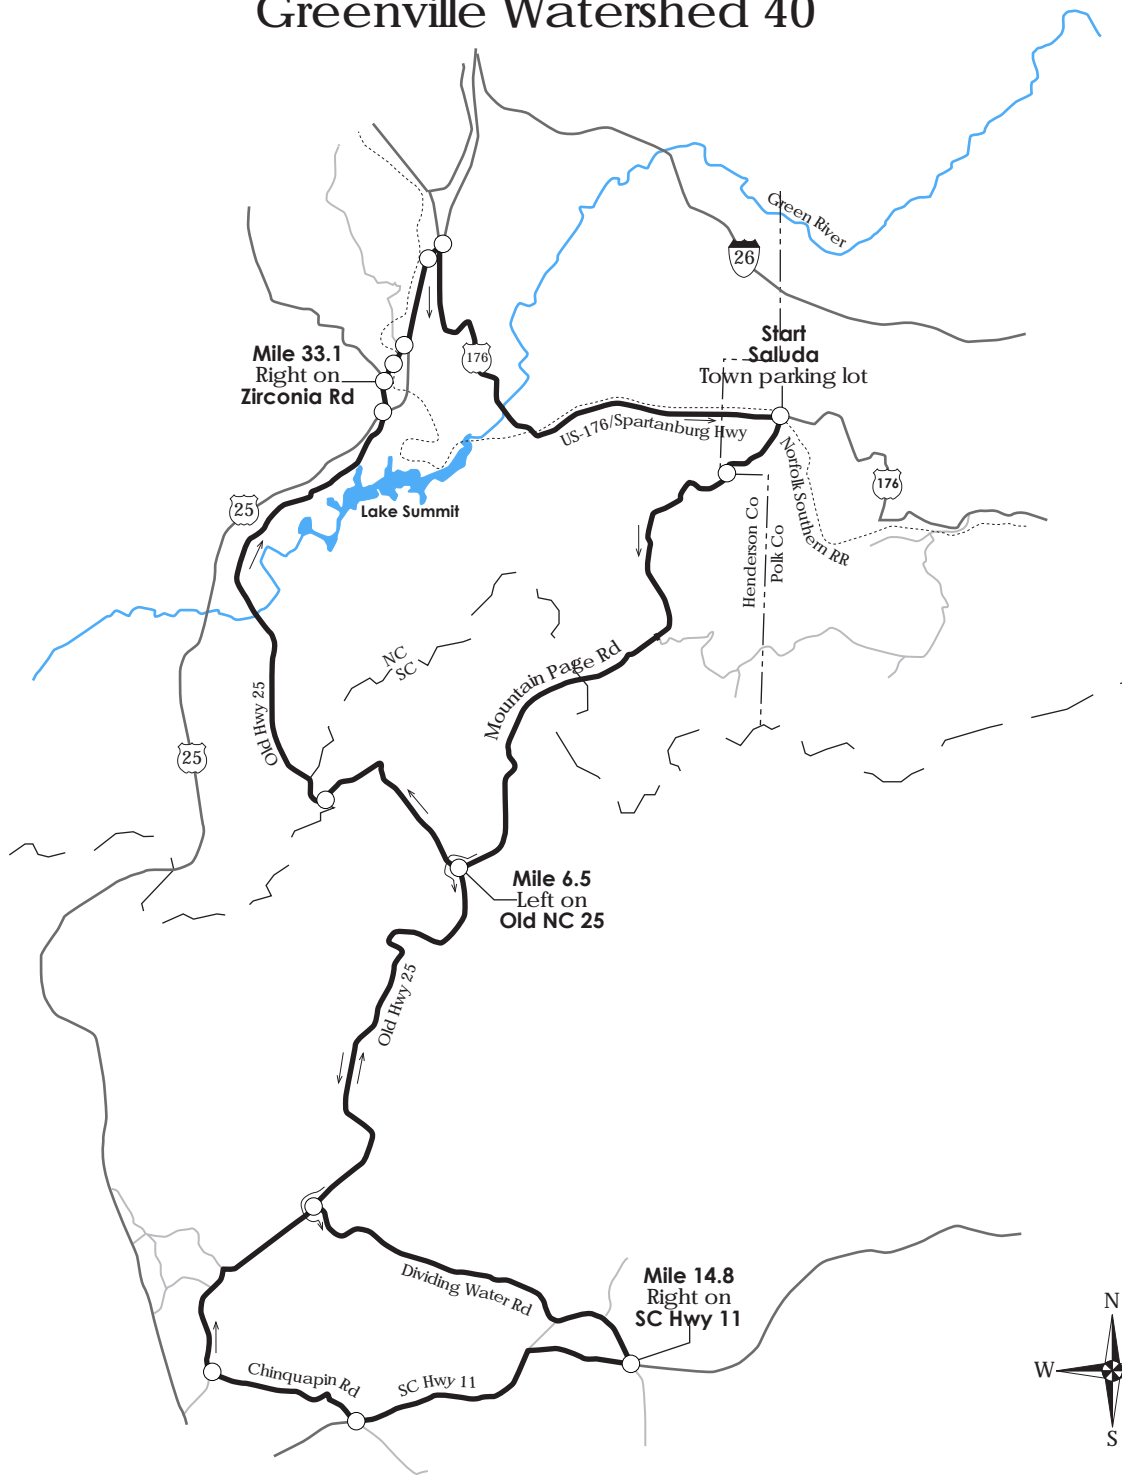 Greenville Watershed 40
Green River
26
Start
Saluda
Town parking lot
Mile 33.1
Right on
Zirconia Rd
176
US-176/Spartanburg Hwy
Norfolk Southern RR
176
25
Lake Summit
Henderson Co
Polk Co
NC
SC
Mountain Page Rd
Old Hwy 25
25
Mile 6.5
Left on
Old NC 25
Old Hwy 25
Dividing Water Rd
Mile 14.8
Right on
SC Hwy 11
Chinquapin Rd
SC Hwy 11
N
W
S